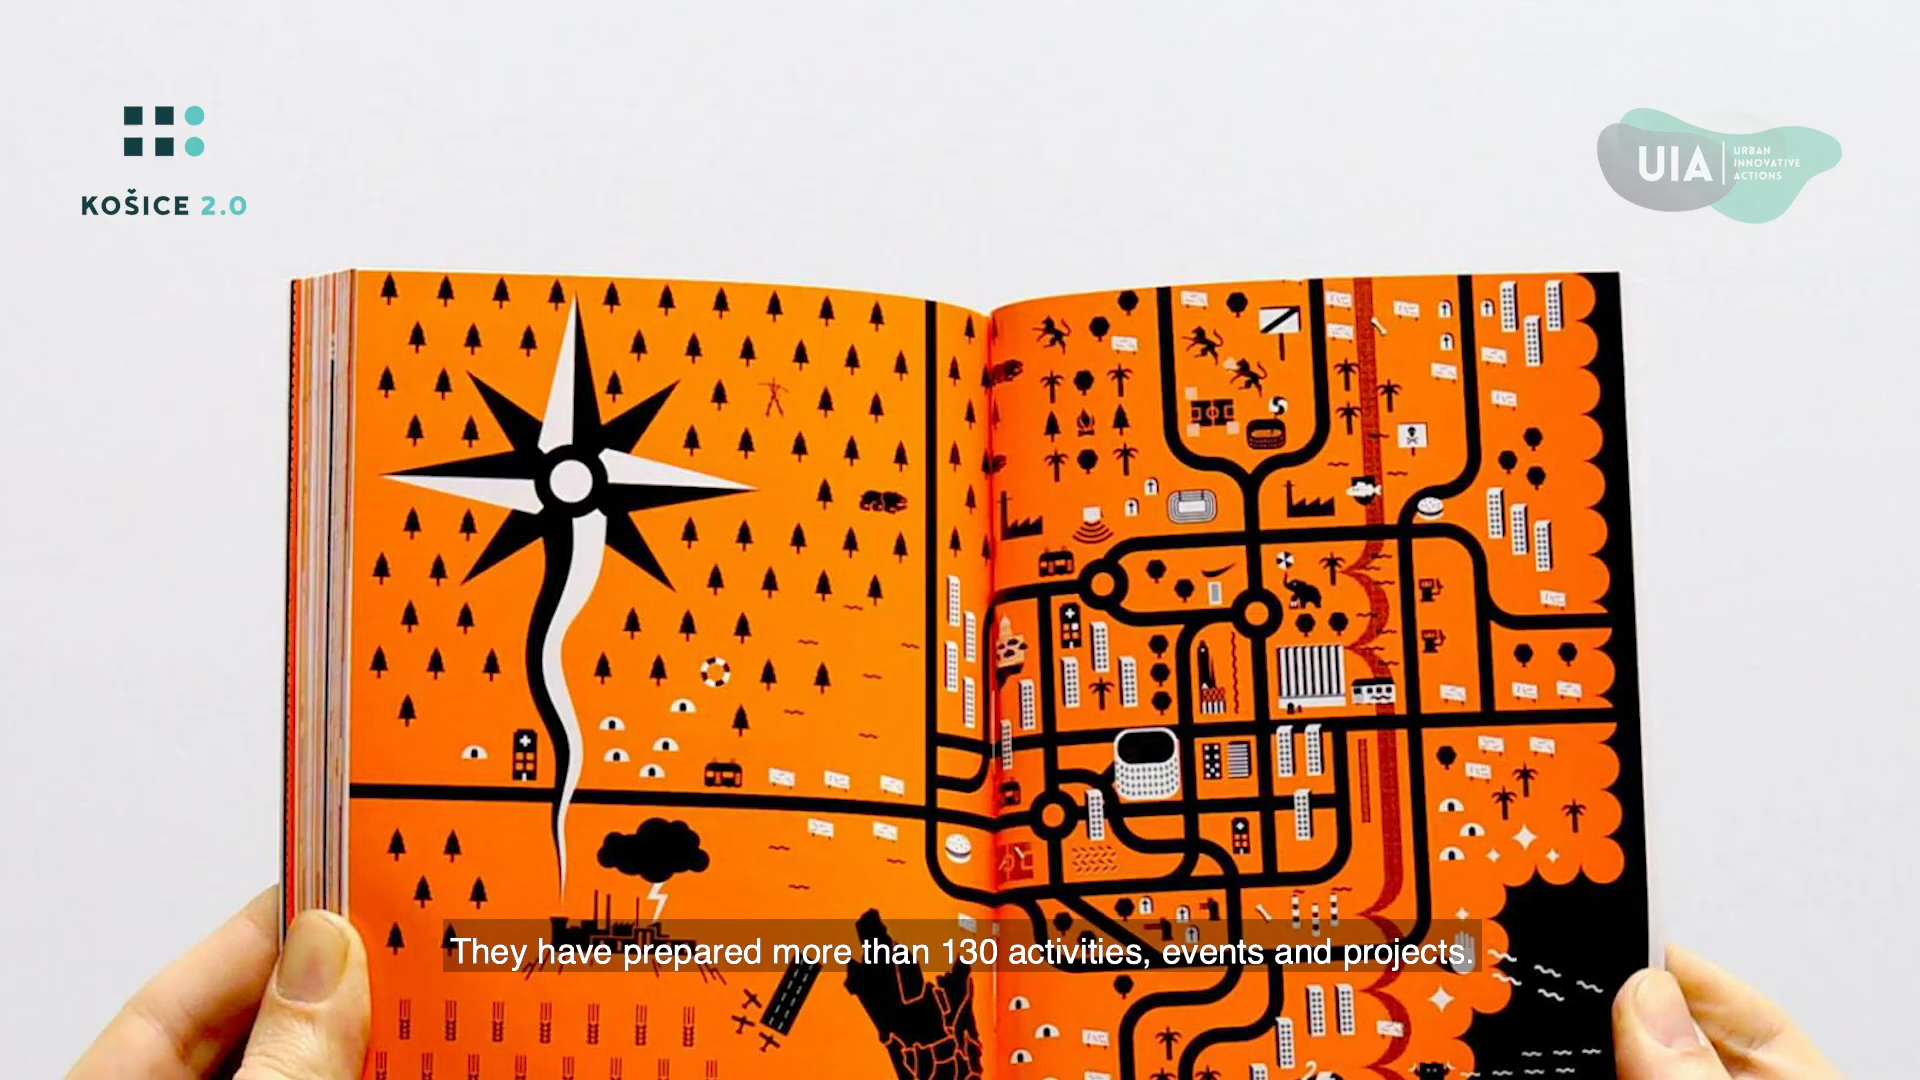 KOŠICE 2.0
UIA
URBAN
INNOVATIVE
ACTIONS
They have prepared more than 130 activities, events and projects.